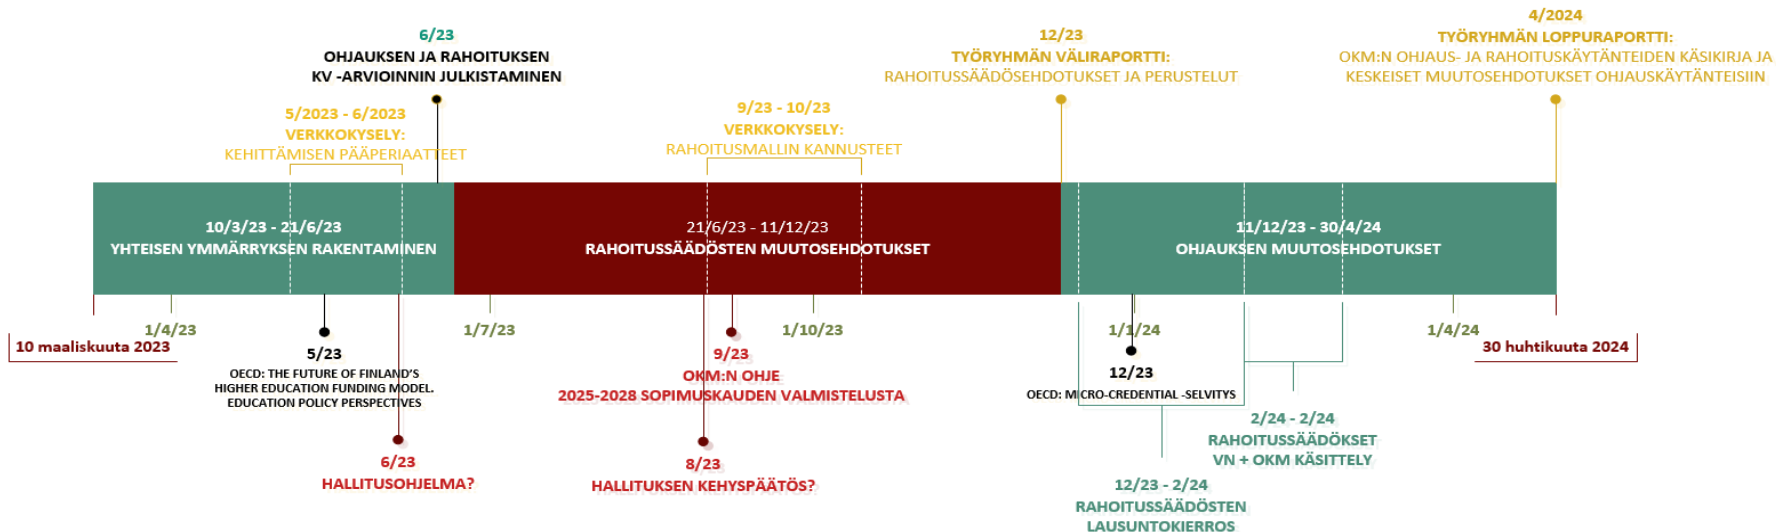 6/23
OHJAUKSEN JA RAHOITUKSEN
KV -ARVIOINNIN JULKISTAMINEN
5/2023 - 6/2023
VERKKOKYSELY:
KEHITTÄMISEN PÄÄPERIAATTEET
9/23 - 10/23
VERKKOKYSELY:
RAHOITUSMALLIN KANNUSTEET
12/23
TYÖRYHMÄN VÄLIRAPORTTI:
RAHOITUSSÄÄDÖSEHDOTUKSET JA PERUSTELUT
4/2024
TYÖRYHMÄN LOPPURAPORTTI:
OKM:N OHJAUS- JA RAHOITUSKÄYTÄNTEIDEN KÄSIKIRJA JA
KESKEISET MUUTOSEHDOTUKSET OHJAUSKÄYTÄNTEISIIN
10/3/23 - 21/6/23
YHTEISEN YMMÄRRYKSEN RAKENTAMINEN
21/6/23 - 11/12/23
RAHOITUSSÄÄDÖSTEN MUUTOSEHDOTUKSET
11/12/23 - 30/4/24
OHJAUKSEN MUUTOSEHDOTUKSET
1/4/23
1/7/23
1/10/23
1/1/24
1/4/24
10 maaliskuuta 2023
30 huhtikuuta 2024
5/23
OECD: THE FUTURE OF FINLAND'S
HIGHER EDUCATION FUNDING MODEL.
EDUCATION POLICY PERSPECTIVES
9/23
OKM:N OHJE
2025-2028 SOPIMUSKAUDEN VALMISTELUSTA
12/23
OECD: MICRO-CREDENTIAL -SELVITYS
6/23
HALLITUSOHJELMA?
8/23
HALLITUKSEN KEHYSPÄÄTÖS?
2/24 - 2/24
RAHOITUSSÄÄDÖKSET
VN + OKM KÄSITTELY
12/23 - 2/24
RAHOITUSSÄÄDÖSTEN
LAUSUNTOKIERROS